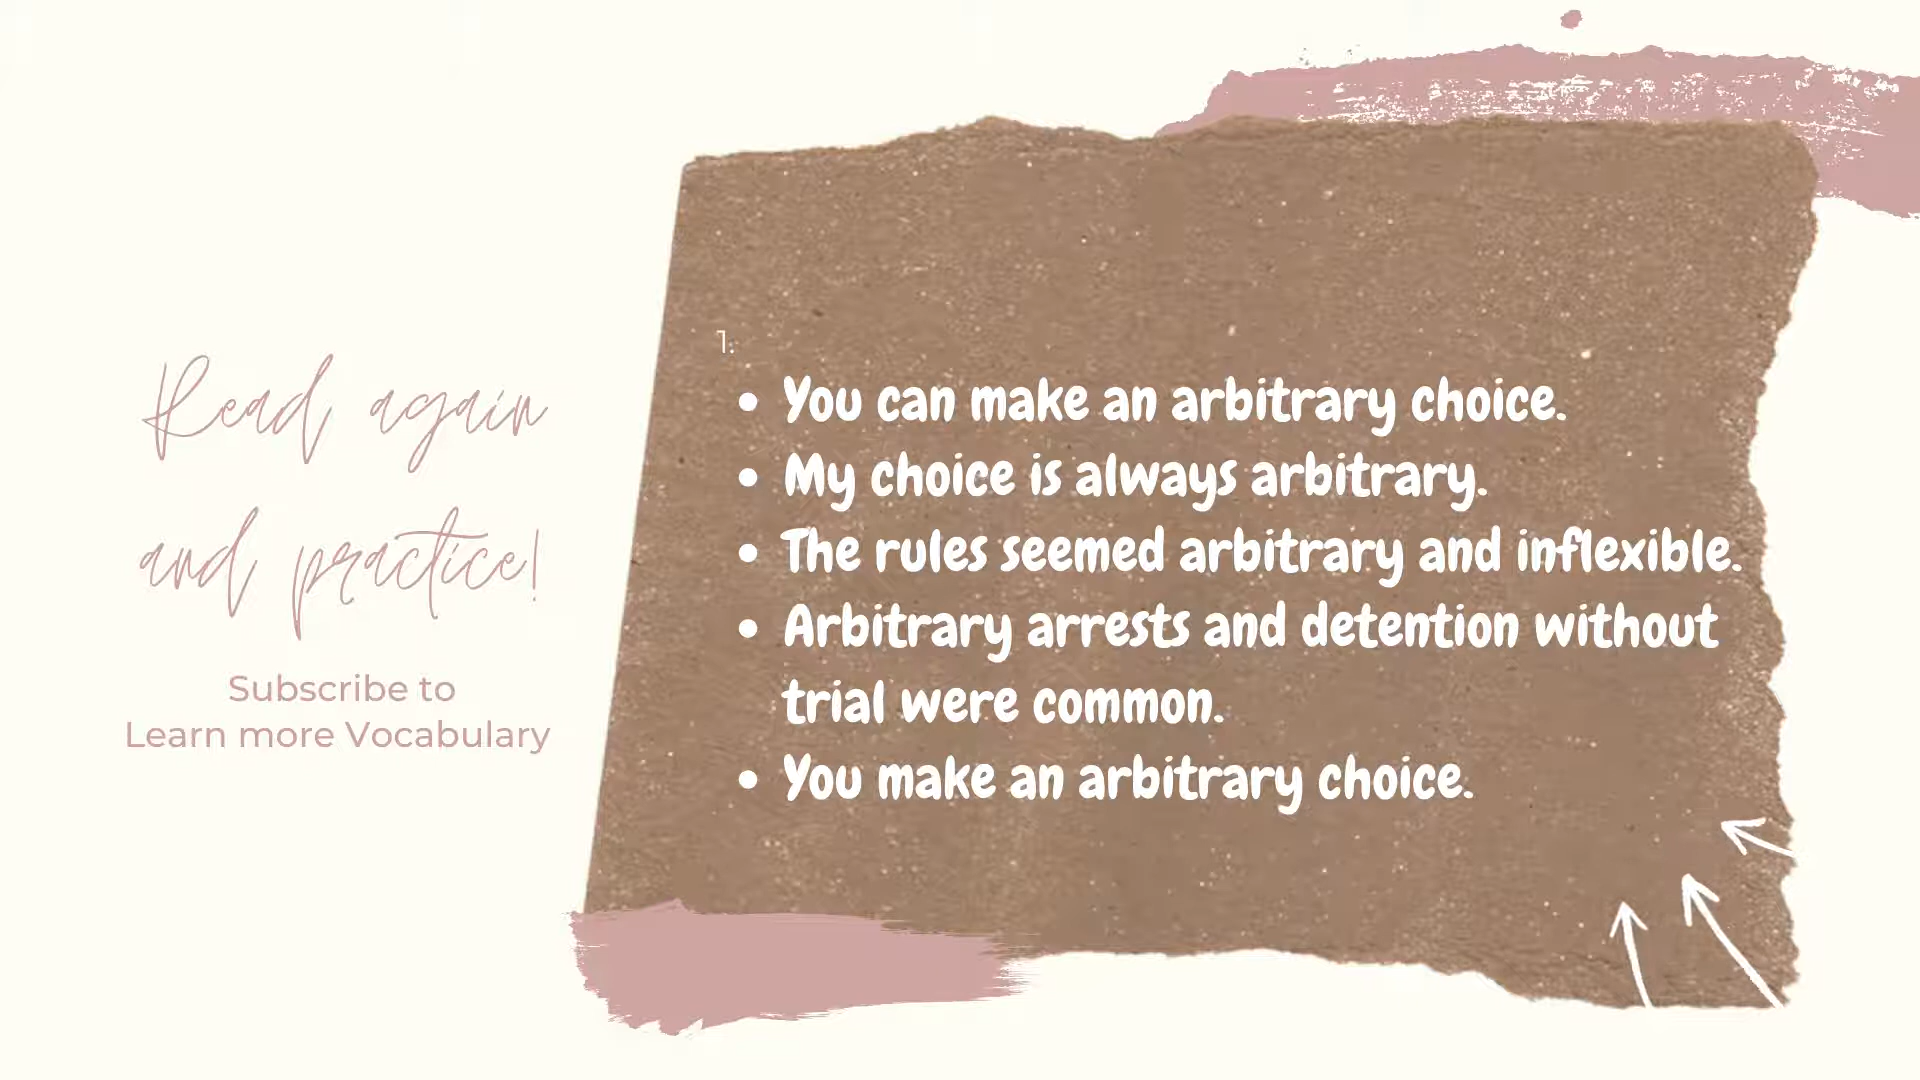 Read again
and practice!
Subscribe to
Learn more Vocabulary
1.
• You can make an arbitrary choice.
• My choice is always arbitrary.
• The rules seemed arbitrary and inflexible.
• Arbitrary arrests and detention without
trial were common.
• You make an arbitrary choice.